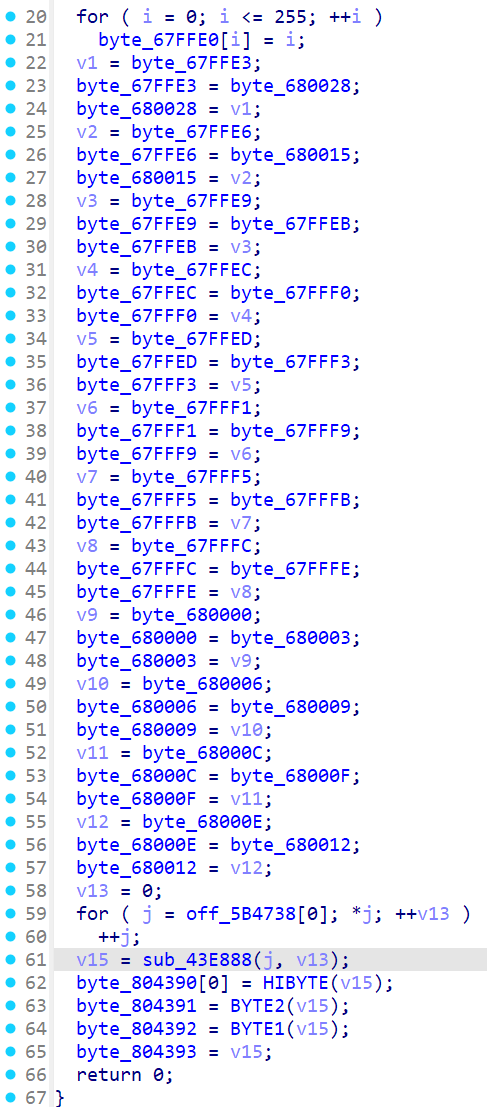 20 for ( i = 0; i <= 255; ++i )
21 byte_67FFE0[i] = i;
22 v1 = byte_67FFE3;
23 byte_67FFE3 = byte_680028;
24 byte_680028 = v1;
25 v2 = byte_67FFE6;
26 byte_67FFE6 = byte_680015;
27 byte_680015 = v2;
28 v3 = byte_67FFE9;
29 byte_67FFE9 = byte_67FFEB;
30 byte_67FFEB = v3;
31 v4 = byte_67FFEC;
32 byte_67FFEC = byte_67FFF0;
33 byte_67FFF0 = v4;
34 v5 = byte_67FFED;
35 byte_67FFED = byte_67FFF3;
36 byte_67FFF3 = v5;
37 v6 = byte_67FFF1;
38 byte_67FFF1 = byte_67FFF9;
39 byte_67FFF9 = v6;
40 v7 = byte_67FFF5;
41 byte_67FFF5 = byte_67FFFB;
42 byte_67FFFB = v7;
43 v8 = byte_67FFFC;
44 byte_67FFFC = byte_67FFFE;
45 byte_67FFFE = v8;
46 v9 = byte_680000;
47 byte_680000 = byte_680003;
48 byte_680003 = v9;
49 v10 = byte_680006;
50 byte_680006 = byte_680009;
51 byte_680009 = v10;
52 v11 = byte_68000C;
53 byte_68000C = byte_68000F;
54 byte_68000F = v11;
55 v12 = byte_68000E;
56 byte_68000E = byte_680012;
57 byte_680012 = v12;
58 v13 = 0;
59 for ( j = off_5B4738[0]; *j; ++v13 )
60 ++j;
61 v15 = sub_43E888(j, v13);
62 byte_804390[0] = HIBYTE(v15);
63 byte_804391 = BYTE2(v15);
64 byte_804392 = BYTE1(v15);
65 byte_804393 = v15;
66 return 0;
67 }